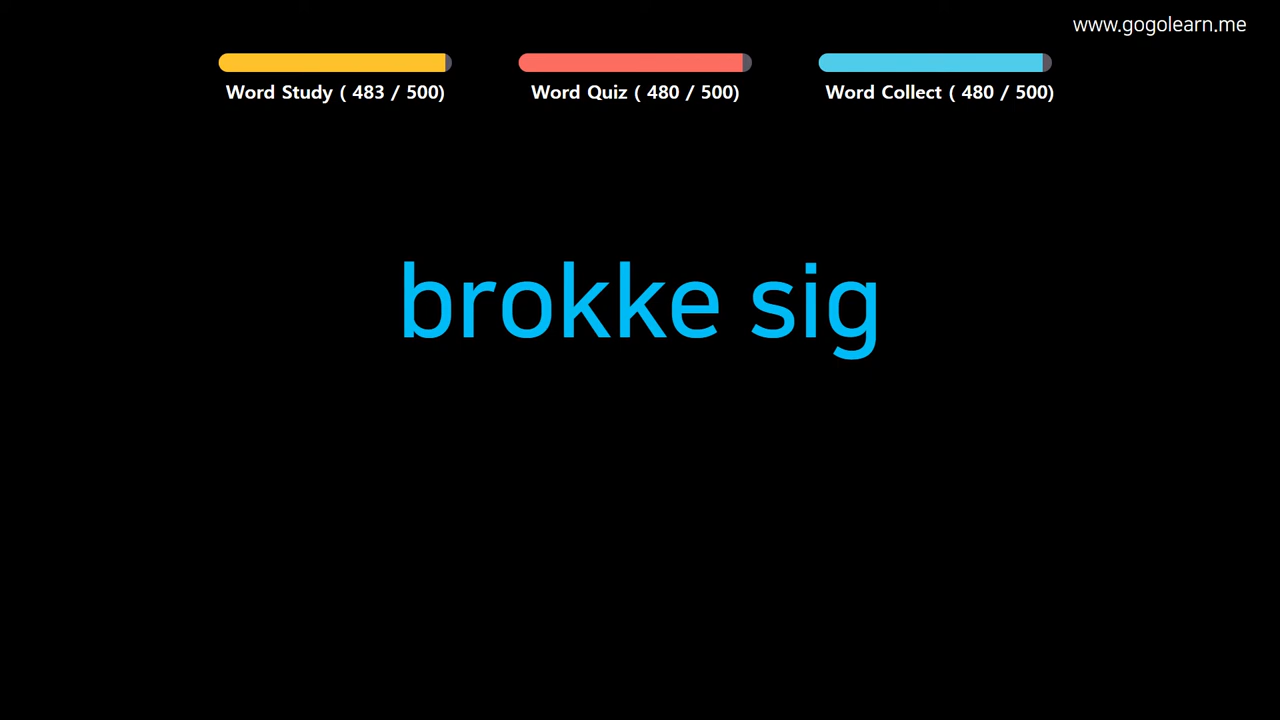 www.gogolearn.me
Word Study ( 483 / 500)
Word Quiz ( 480 / 500)
Word Collect ( 480 / 500)
brokke sig